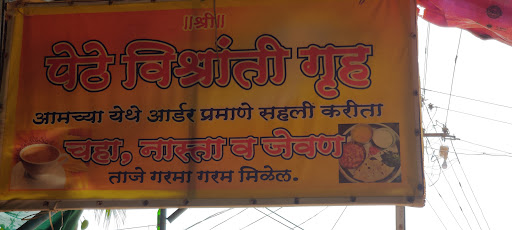 ॥श्री॥
पेठे विश्रांती गृह
आमच्या येथे आर्डर प्रमाणे सहली करीता
चहा, नास्ता व जेवण
ताजे गरमा गरम मिळेल.